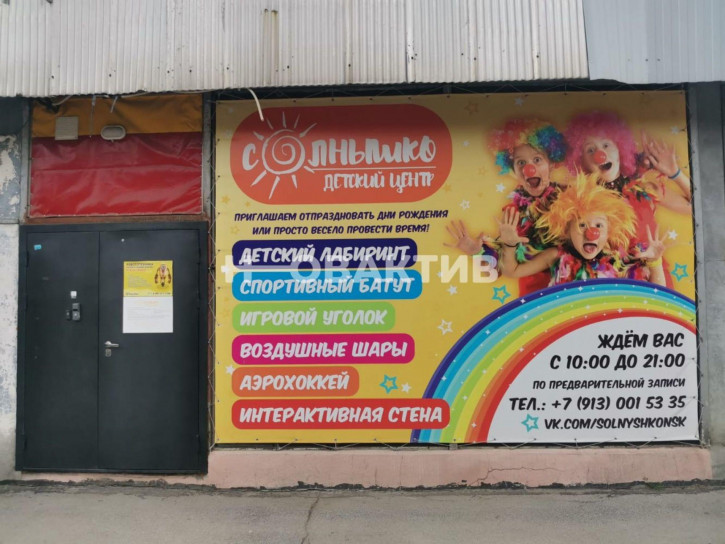 СОЛНЫШКО
ДЕТСКИЙ ЦЕНТР
ПРИГЛАШАЕМ ОТПРАЗДНОВАТЬ ДНИ РОЖДЕНИЯ
ИЛИ ПРОСТО ВЕСЕЛО ПРОВЕСТИ ВРЕМЯ!
ДЕТСКИЙ ЛАБИРИНТ
СПОРТИВНЫЙ БАТУТ
ИГРОВОЙ УГОЛОК
ВОЗДУШНЫЕ ШАРЫ
АЭРОХОККЕЙ
ИНТЕРАКТИВНАЯ СТЕНА
ЖДЁМ ВАС
С 10:00 ДО 21:00
ПО ПРЕДВАРИТЕЛЬНОЙ ЗАПИСИ
ТЕЛ.: +7 (913) 001 53 35
VK.COM/SOLNYSHKONSK